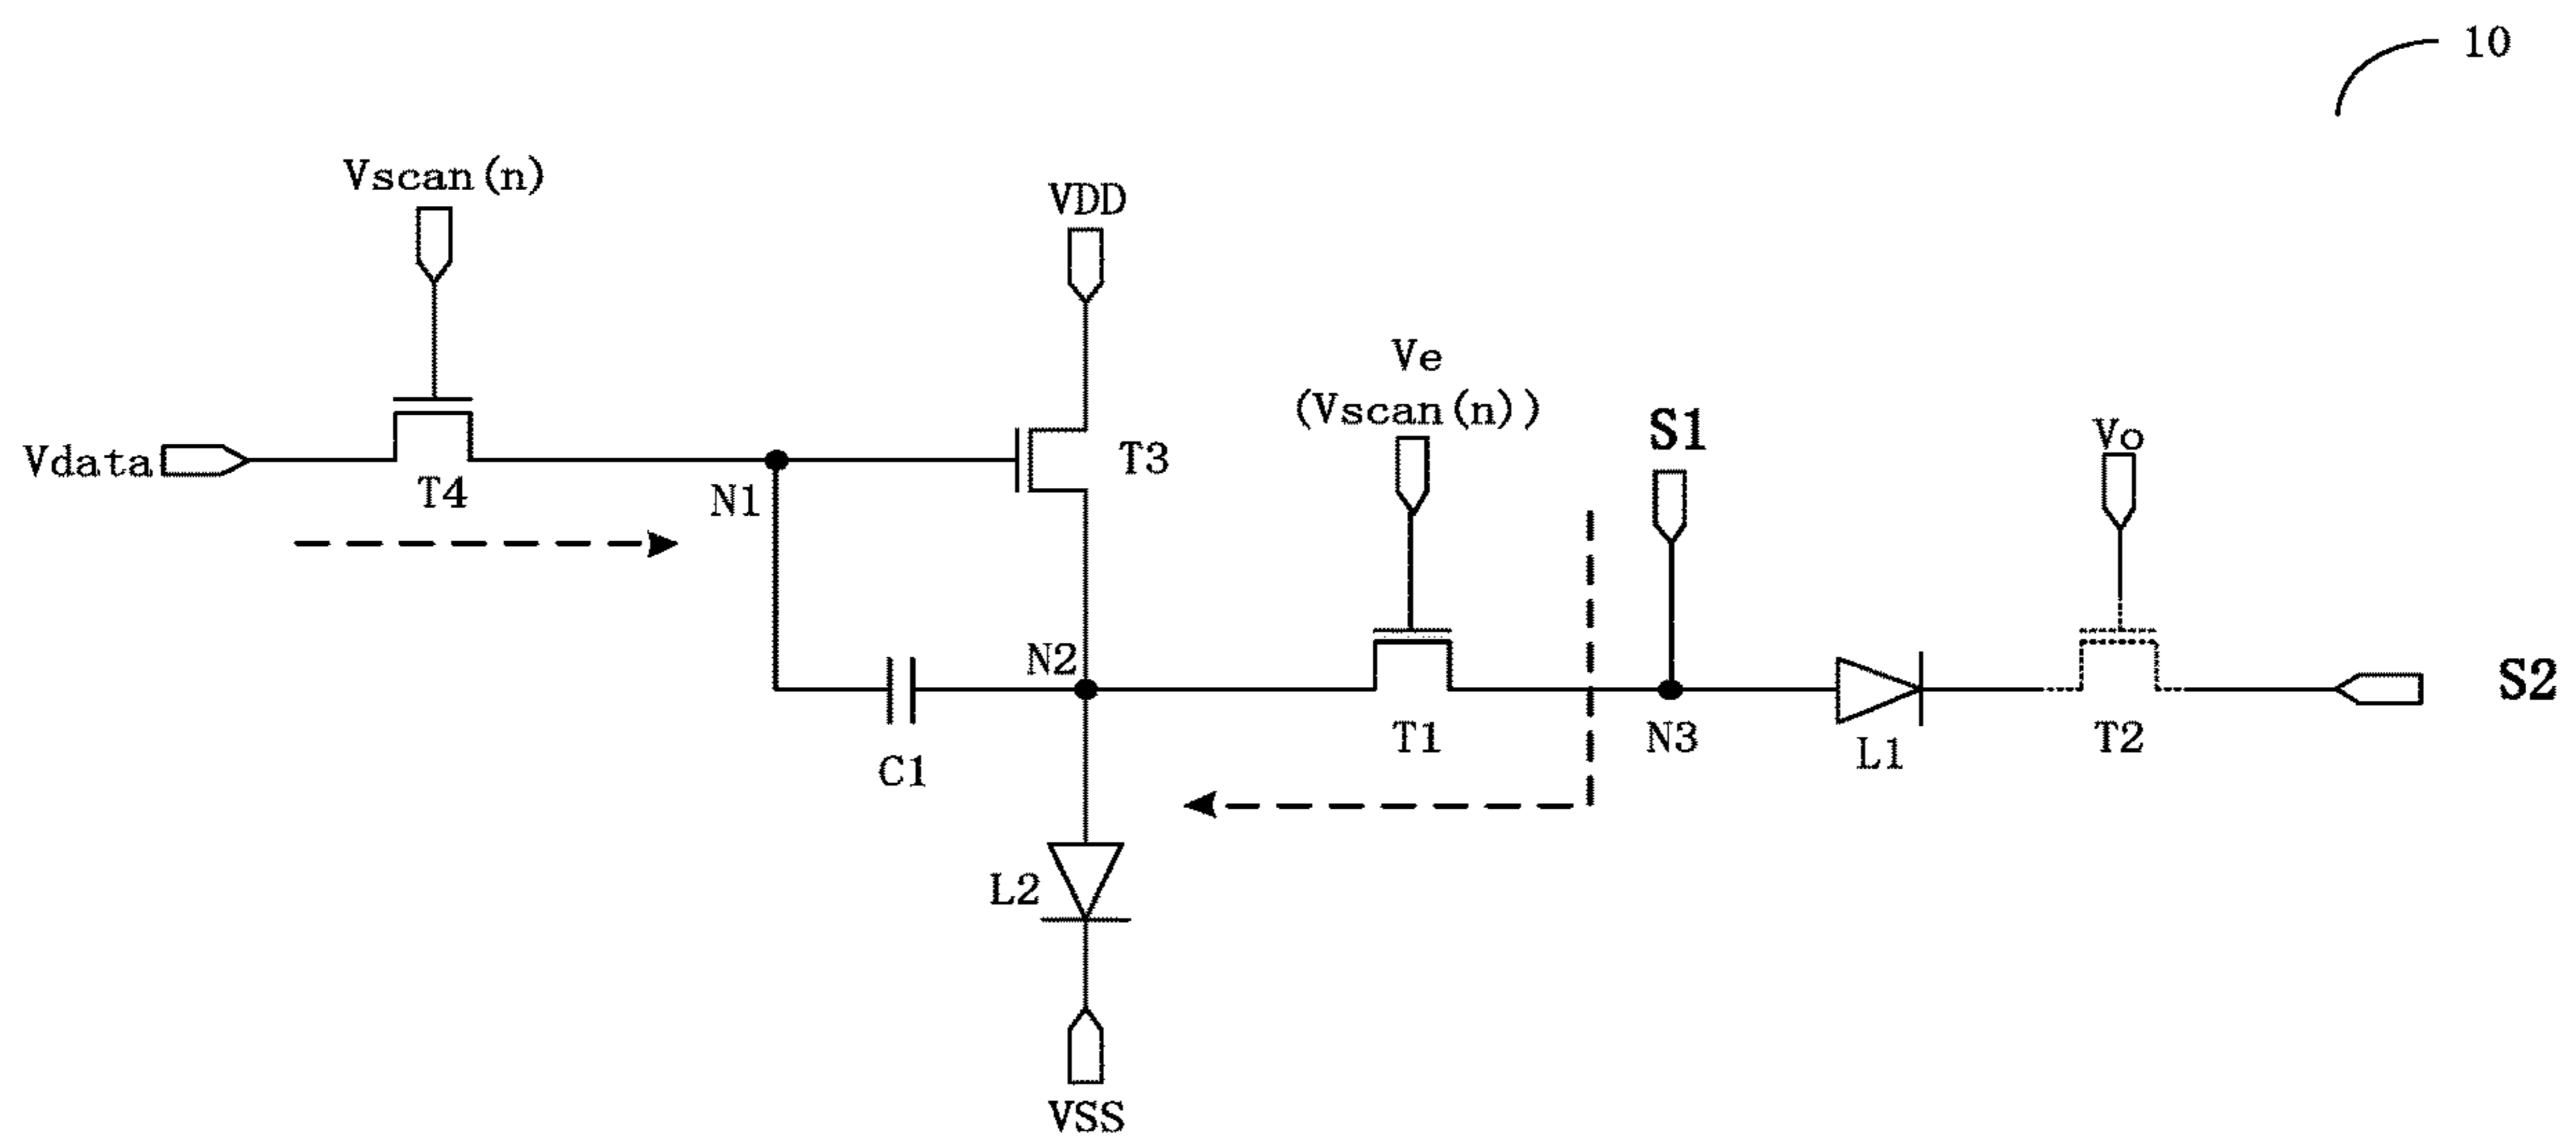 10
Vscan(n)
VDD
Ve
(Vscan(n))
S1
Vo
Vdata
T4
N1
T3
N2
S2
C1
T1
N3
L1
T2
L2
VSS